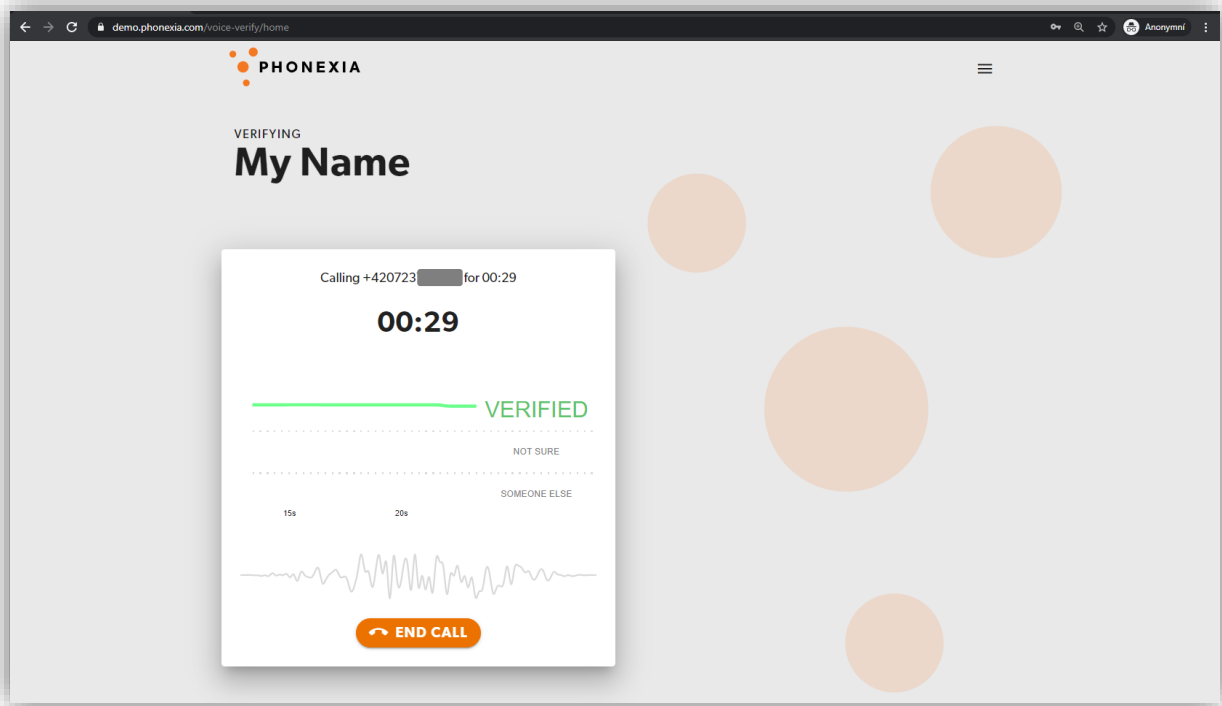 demo.phonexia.com/voice-verify/home
Anonymní
PHONEXIA
VERIFYING
My Name
Calling +420723 for 00:29
00:29
VERIFIED
NOT SURE
SOMEONE ELSE
15s 20s
END CALL